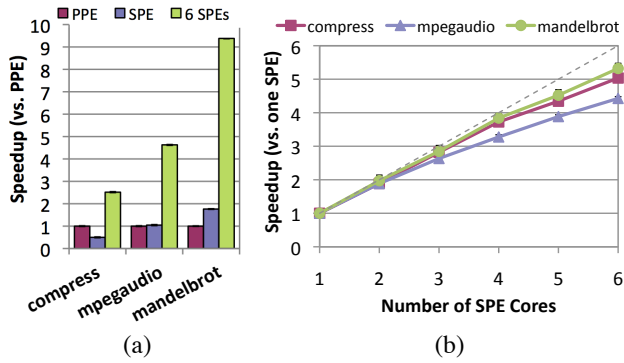 PPE SPE 6 SPEs
Speedup (vs. PPE)
10
9
8
7
6
5
4
3
2
1
0
compress
mpegaudio
mandelbrot
(a)
compress mpegaudio mandelbrot
Speedup (vs. one SPE)
6
5
4
3
2
1
0
1 2 3 4 5 6
Number of SPE Cores
(b)